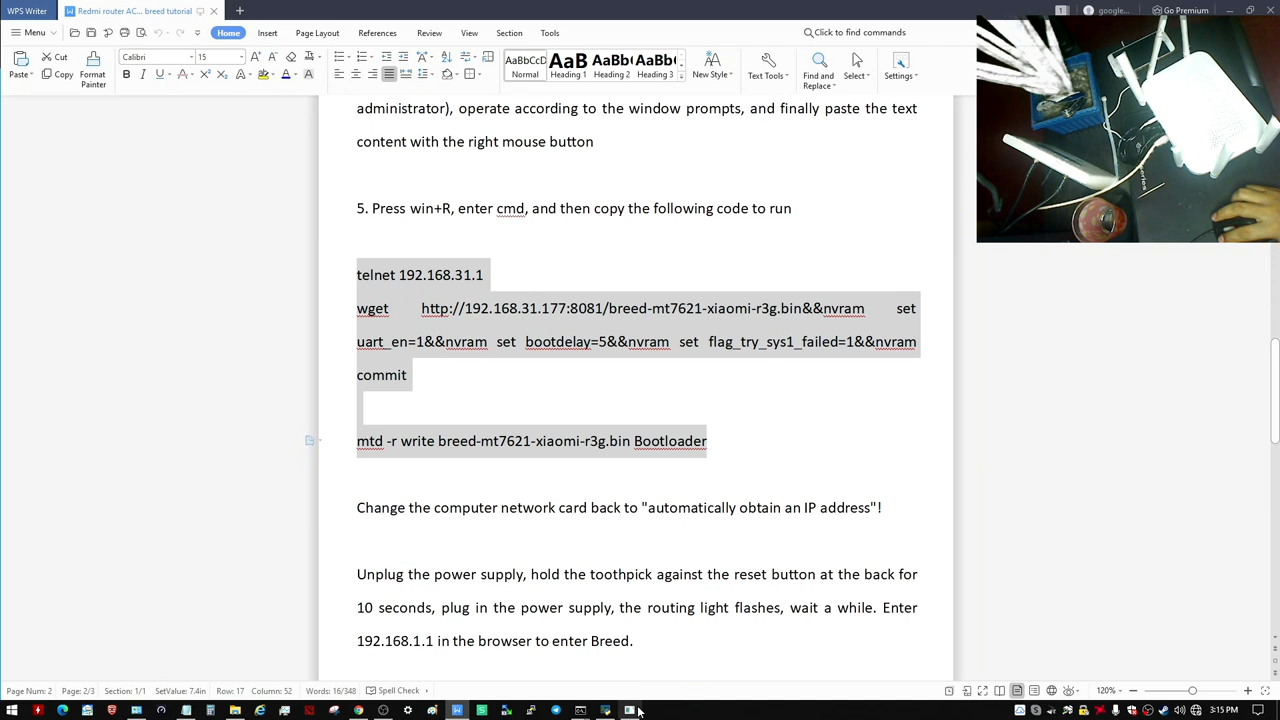 WPS Writer
Redmi router AC... breed tutorial
1
google...
Go Premium
Menu
Home
Insert
Page Layout
References
Review
View
Section
Tools
Click to find commands
Paste
Cut
Copy
Format Painter
Calibri
15
AaBbCcD
Normal
AaB
Heading 1
AaBb(
Heading 2
AaBb(
Heading 3
New Style
Text Tools
Find and Replace
Select
Settings
administrator), operate according to the window prompts, and finally paste the text
content with the right mouse button
5. Press win+R, enter cmd, and then copy the following code to run
telnet 192.168.31.1
wget http://192.168.31.177:8081/breed-mt7621-xiaomi-r3g.bin&&nvram set
uart_en=1&&nvram set bootdelay=5&&nvram set flag_try_sys1_failed=1&&nvram
commit
mtd -r write breed-mt7621-xiaomi-r3g.bin Bootloader
Change the computer network card back to "automatically obtain an IP address"!
Unplug the power supply, hold the toothpick against the reset button at the back for
10 seconds, plug in the power supply, the routing light flashes, wait a while. Enter
192.168.1.1 in the browser to enter Breed.
Page Num: 2
Page: 2/3
Section: 1/1
SetValue: 7.4in
Row: 17
Column: 52
Words: 16/348
Spell Check
120%
3:15 PM